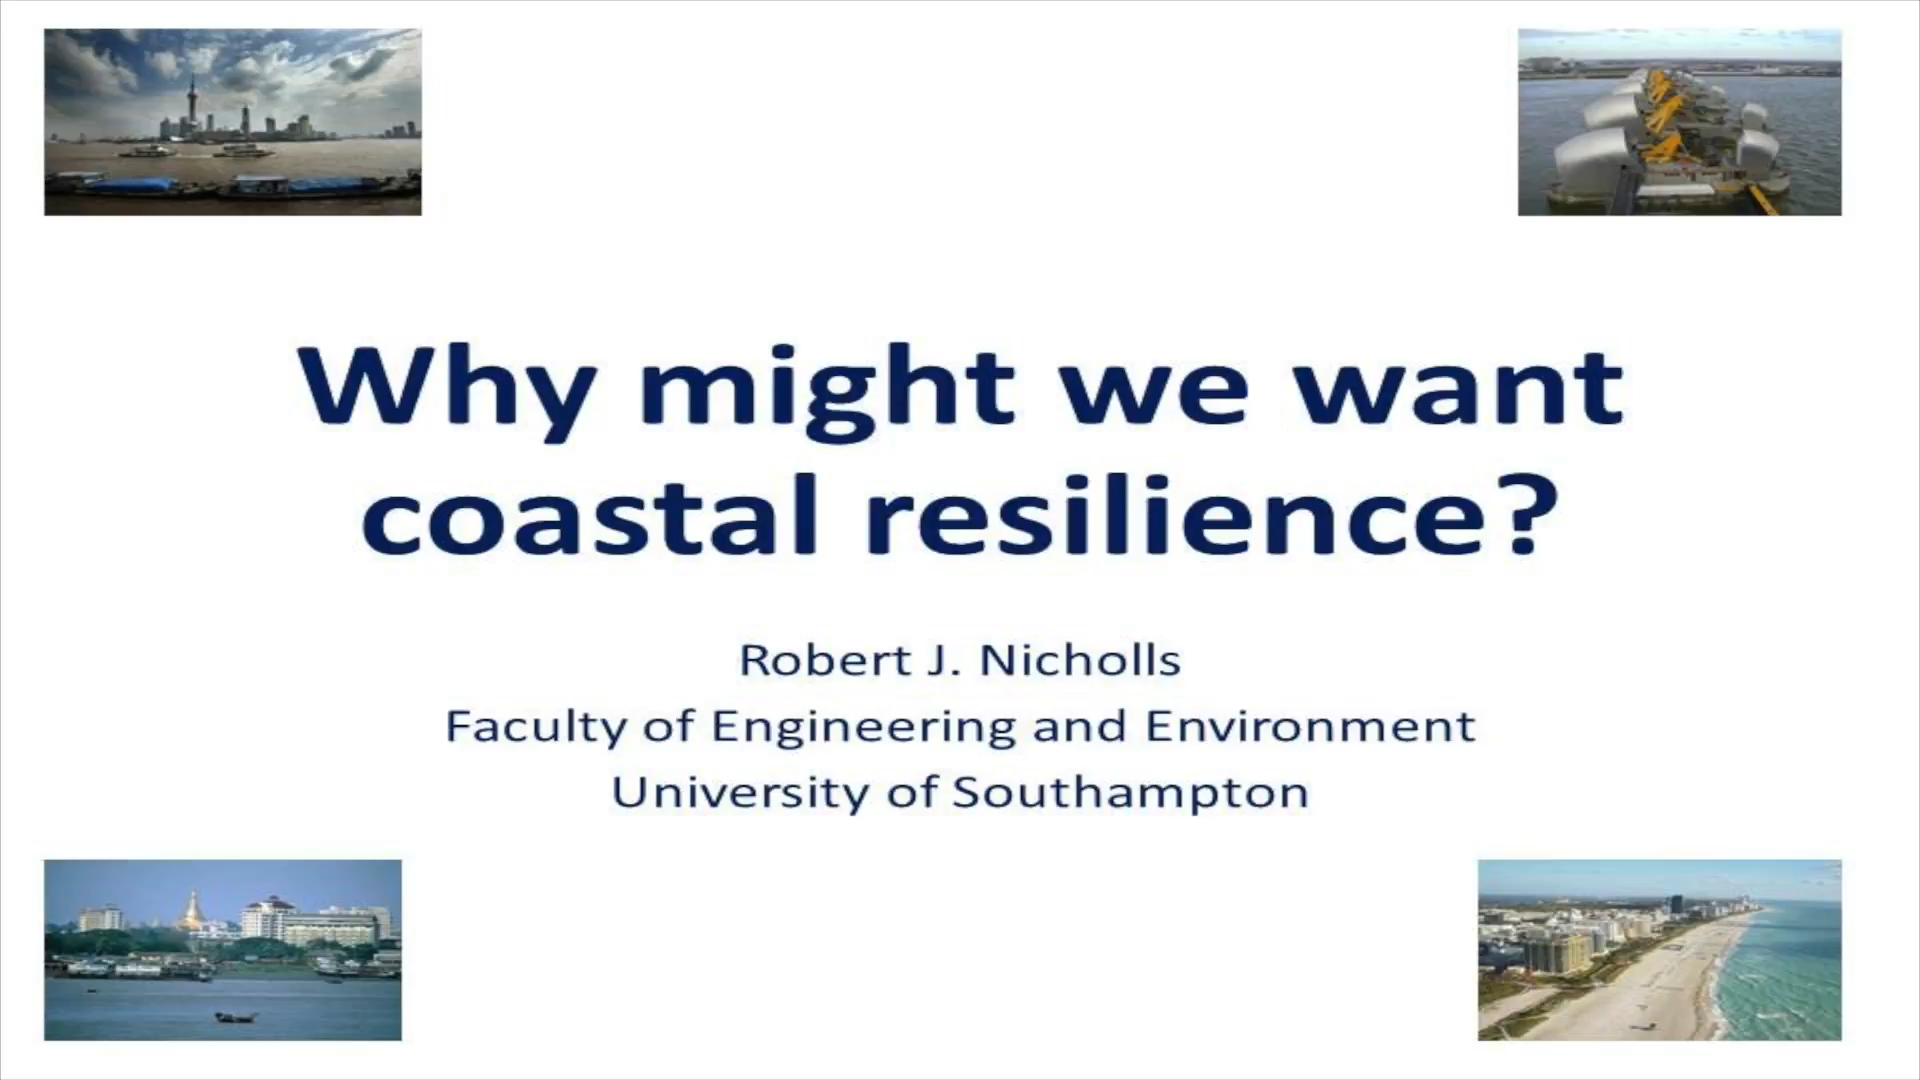 Why might we want
coastal resilience?
Robert J. Nicholls
Faculty of Engineering and Environment
University of Southampton